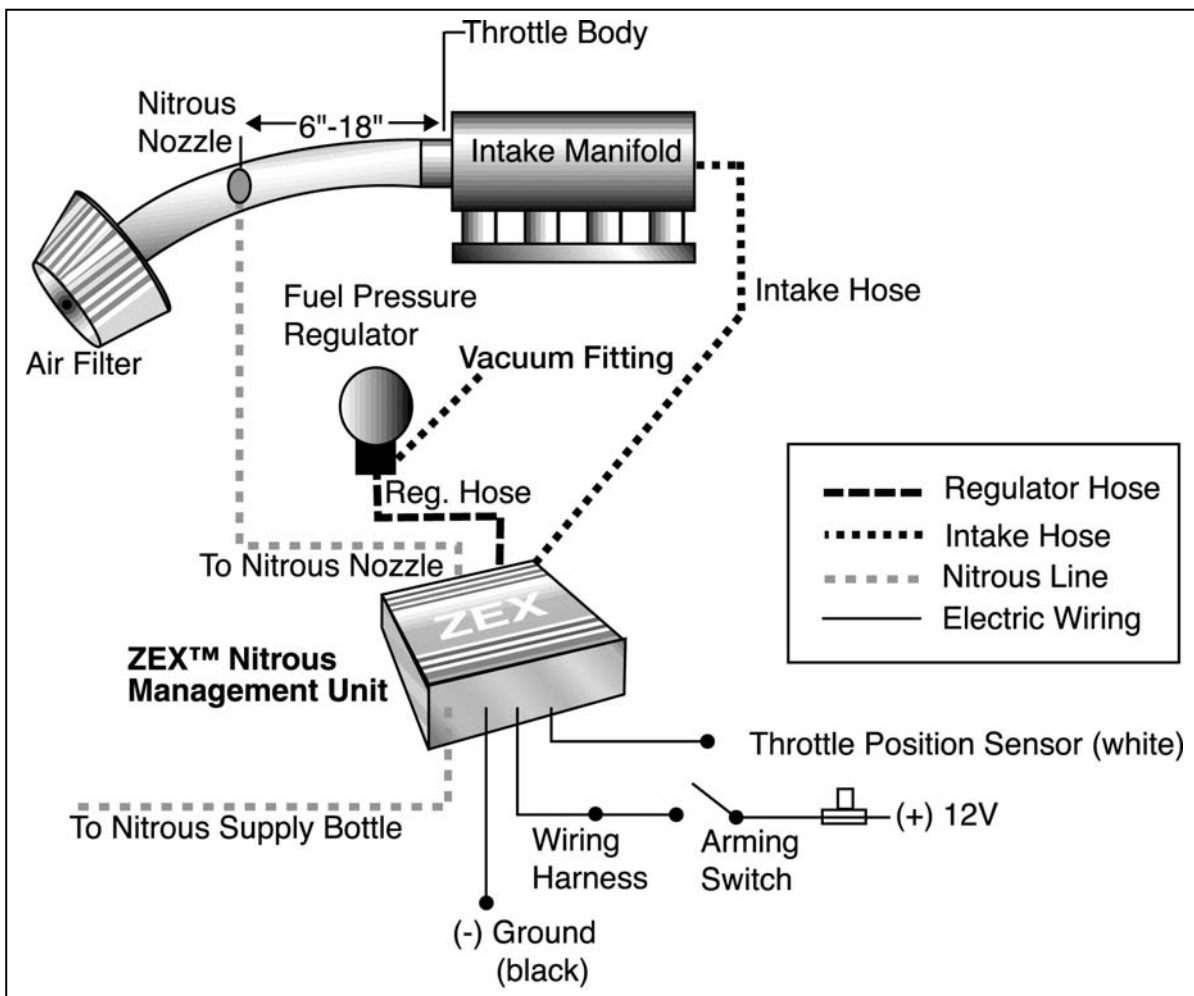 Throttle Body
Nitrous
Nozzle
6"-18"
Intake Manifold
Intake Hose
Fuel Pressure
Regulator
Vacuum Fitting
Air Filter
Reg. Hose
Regulator Hose
Intake Hose
Nitrous Line
Electric Wiring
To Nitrous Nozzle
ZEX
ZEX™ Nitrous
Management Unit
Throttle Position Sensor (white)
To Nitrous Supply Bottle
Wiring
Harness
Arming
Switch
(+) 12V
(-) Ground
(black)